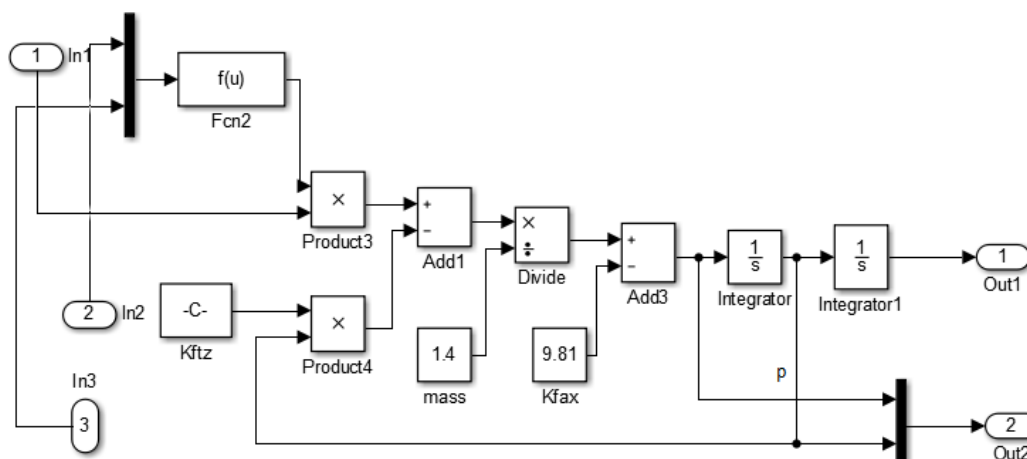 1
In1
f(u)
Fcn2
×
Product3
+
−
Add1
×
÷
Divide
+
−
Add3
1
s
Integrator
1
s
Integrator1
1
Out1
2
In2
-C-
Kftz
×
Product4
1.4
mass
9.81
Kfax
p
In3
3
2
Out2